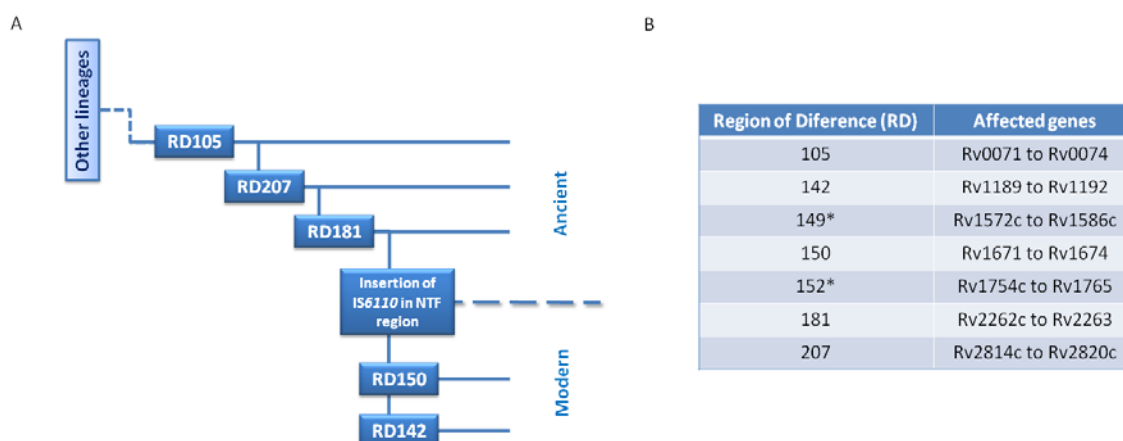 A
Other lineages
RD105
RD207
RD181
Insertion of
IS6110 in NTF
region
RD150
RD142
Ancient
Modern
B
Region of Diference (RD) Affected genes
105 Rv0071 to Rv0074
142 Rv1189 to Rv1192
149* Rv1572c to Rv1586c
150 Rv1671 to Rv1674
152* Rv1754c to Rv1765
181 Rv2262c to Rv2263
207 Rv2814c to Rv2820c